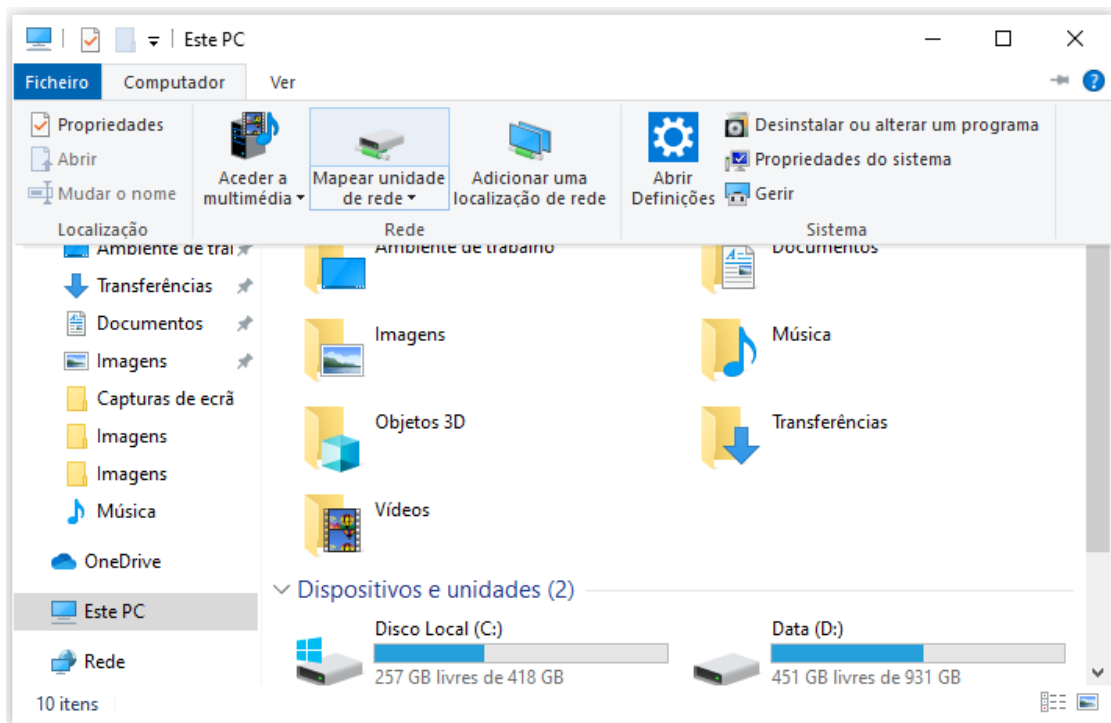 Este PC
Ficheiro Computador Ver
Propriedades
Abrir
Mudar o nome
Localização
Aceder a
multimédia
Mapear unidade
de rede
Adicionar uma
localização de rede
Rede
Abrir
Definições
Desinstalar ou alterar um programa
Propriedades do sistema
Gerir
Sistema
Ambiente de tral
Transferências
Documentos
Imagens
Capturas de ecrã
Imagens
Imagens
Música
OneDrive
Este PC
Rede
Ambiente de trabalho
Documentos
Imagens
Música
Objetos 3D
Transferências
Vídeos
Dispositivos e unidades (2)
Disco Local (C:)
257 GB livres de 418 GB
Data (D:)
451 GB livres de 931 GB
10 itens